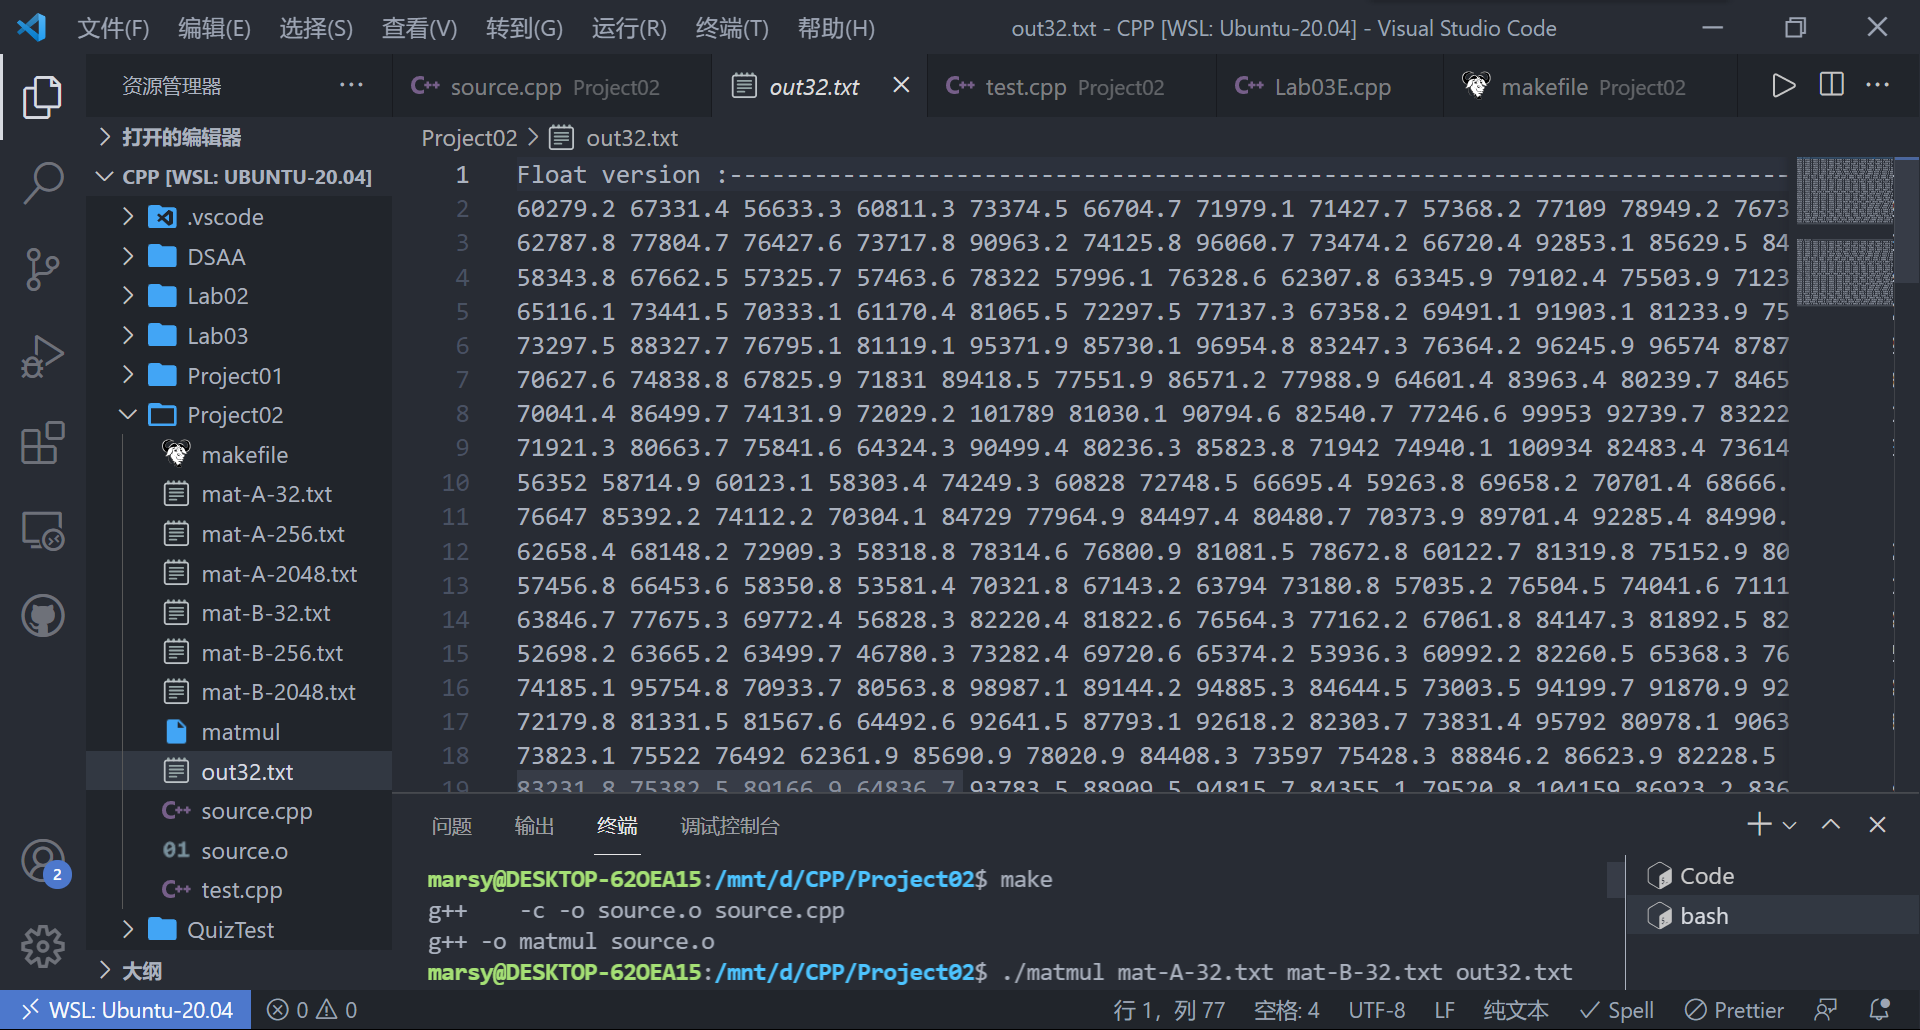 文件(F) 编辑(E) 选择(S) 查看(V) 转到(G) 运行(R) 终端(T) 帮助(H) out32.txt - CPP [WSL: Ubuntu-20.04] - Visual Studio Code
资源管理器
source.cpp Project02 out32.txt test.cpp Project02 Lab03E.cpp makefile Project02
打开的编辑器
CPP [WSL: UBUNTU-20.04]
.vscode
DSAA
Lab02
Lab03
Project01
Project02
makefile
mat-A-32.txt
mat-A-256.txt
mat-A-2048.txt
mat-B-32.txt
mat-B-256.txt
mat-B-2048.txt
matmul
out32.txt
source.cpp
01 source.o
test.cpp
QuizTest
大纲
2
Project02 > out32.txt
1 Float version :---------------------------------------------------------------------------
2 60279.2 67331.4 56633.3 60811.3 73374.5 66704.7 71979.1 71427.7 57368.2 77109 78949.2 7673
3 62787.8 77804.7 76427.6 73717.8 90963.2 74125.8 96060.7 73474.2 66720.4 92853.1 85629.5 84
4 58343.8 67662.5 57325.7 57463.6 78322 57996.1 76328.6 62307.8 63345.9 79102.4 75503.9 7123
5 65116.1 73441.5 70333.1 61170.4 81065.5 72297.5 77137.3 67358.2 69491.1 91903.1 81233.9 75
6 73297.5 88327.7 76795.1 81119.1 95371.9 85730.1 96954.8 83247.3 76364.2 96245.9 96574 8787
7 70627.6 74838.8 67825.9 71831 89418.5 77551.9 86571.2 77988.9 64601.4 83963.4 80239.7 8465
8 70041.4 86499.7 74131.9 72029.2 101789 81030.1 90794.6 82540.7 77246.6 99953 92739.7 83222
9 71921.3 80663.7 75841.6 64324.3 90499.4 80236.3 85823.8 71942 74940.1 100934 82483.4 73614
10 56352 58714.9 60123.1 58303.4 74249.3 60828 72748.5 66695.4 59263.8 69658.2 70701.4 68666.
11 76647 85392.2 74112.2 70304.1 84729 77964.9 84497.4 80480.7 70373.9 89701.4 92285.4 84990.
12 62658.4 68148.2 72909.3 58318.8 78314.6 76800.9 81081.5 78672.8 60122.7 81319.8 75152.9 80
13 57456.8 66453.6 58350.8 53581.4 70321.8 67143.2 63794 73180.8 57035.2 76504.5 74041.6 7111
14 63846.7 77675.3 69772.4 56828.3 82220.4 81822.6 76564.3 77162.2 67061.8 84147.3 81892.5 82
15 52698.2 63665.2 63499.7 46780.3 73282.4 69720.6 65374.2 53936.3 60992.2 82260.5 65368.3 76
16 74185.1 95754.8 70933.7 80563.8 98987.1 89144.2 94885.3 84644.5 73003.5 94199.7 91870.9 92
17 72179.8 81331.5 81567.6 64492.6 92641.5 87793.1 92618.2 82303.7 73831.4 95792 80978.1 9063
18 73823.1 75522 76492 62361.9 85690.9 78020.9 84408.3 73597 75428.3 88846.2 86623.9 82228.5
19 83231.8 75382.5 89166.9 64836.7 93783.5 88909.5 94815.7 84355.1 79520.8 104159 86923.2 836
问题 输出 终端 调试控制台
marsy@DESKTOP-62OEA15:/mnt/d/CPP/Project02$ make
g++    -c -o source.o source.cpp
g++ -o matmul source.o
marsy@DESKTOP-62OEA15:/mnt/d/CPP/Project02$ ./matmul mat-A-32.txt mat-B-32.txt out32.txt
Code
bash
WSL: Ubuntu-20.04 0 0 行 1, 列 77 空格: 4 UTF-8 LF 纯文本 Spell Prettier